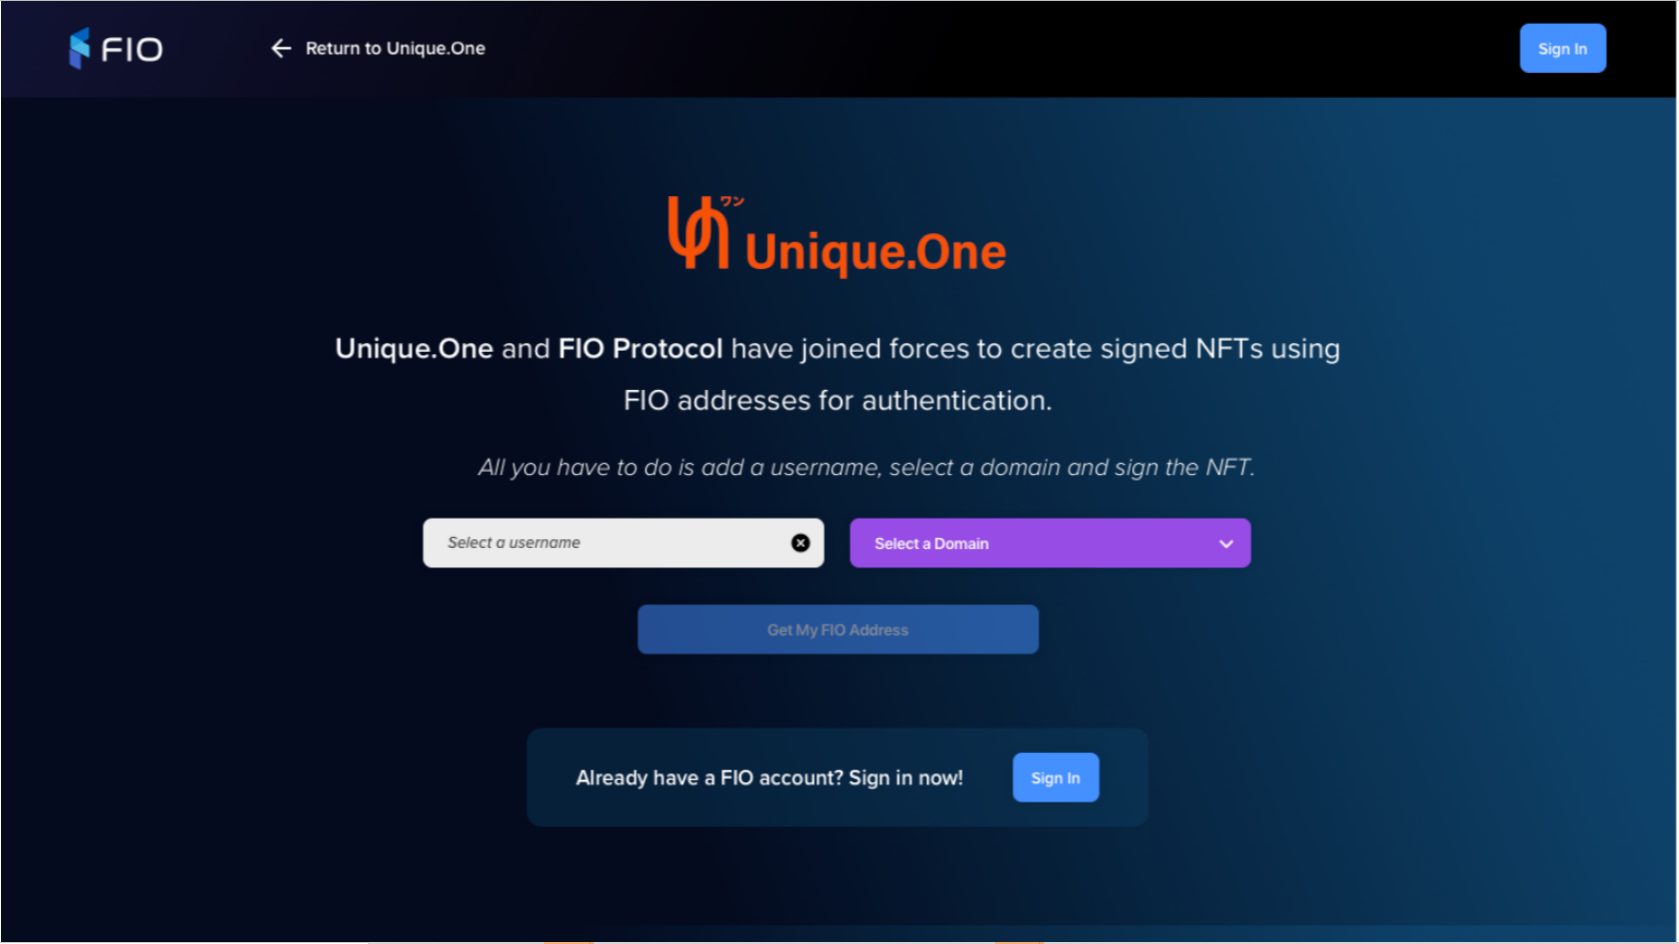 FIO
Return to Unique.One
Sign In
ワン
Unique.One
Unique.One and FIO Protocol have joined forces to create signed NFTs using
FIO addresses for authentication.
All you have to do is add a username, select a domain and sign the NFT.
Select a username
Select a Domain
Get My FIO Address
Already have a FIO account? Sign in now!
Sign In